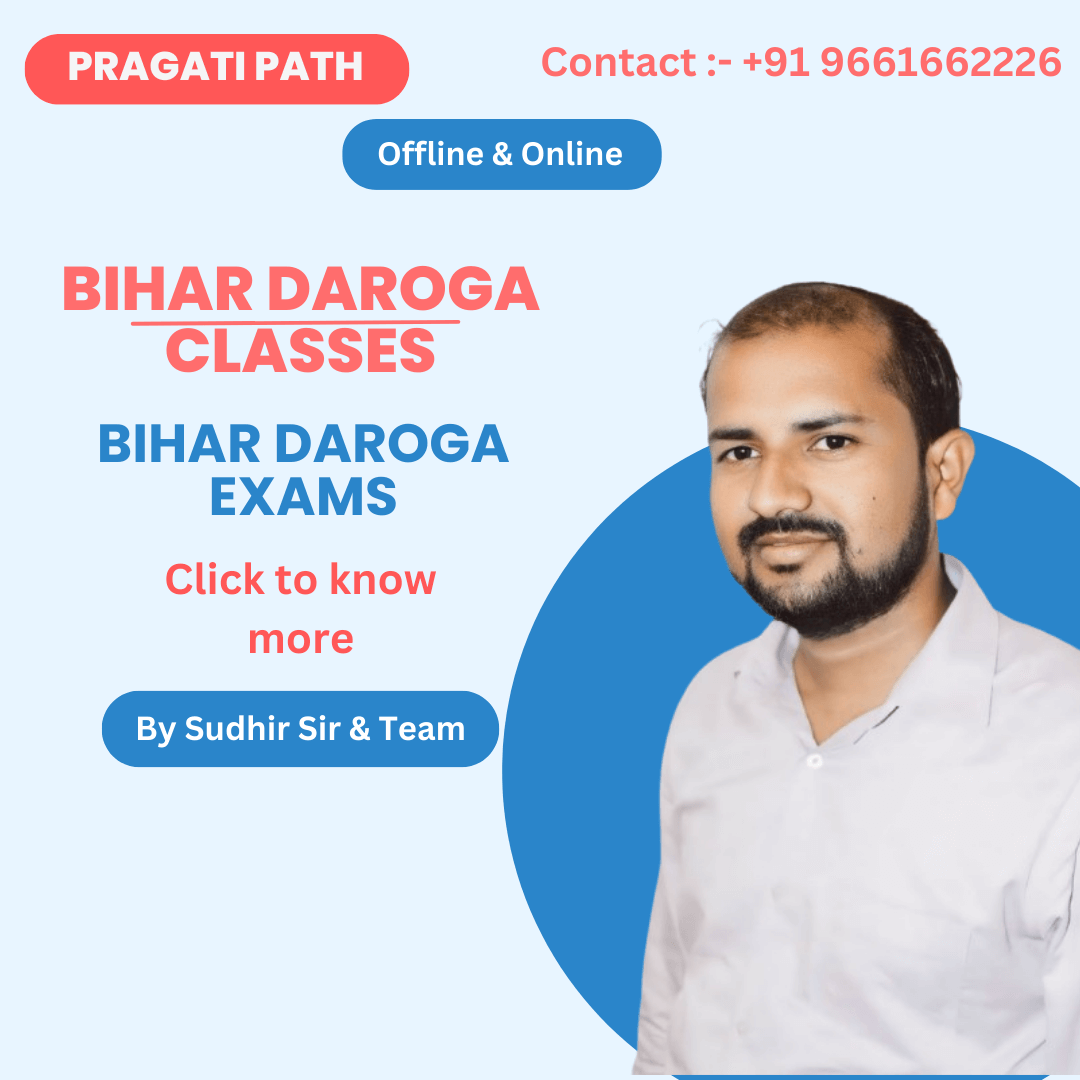 PRAGATI PATH
Contact :- +91 9661662226
Offline & Online
BIHAR DAROGA
CLASSES
BIHAR DAROGA
EXAMS
Click to know
more
By Sudhir Sir & Team